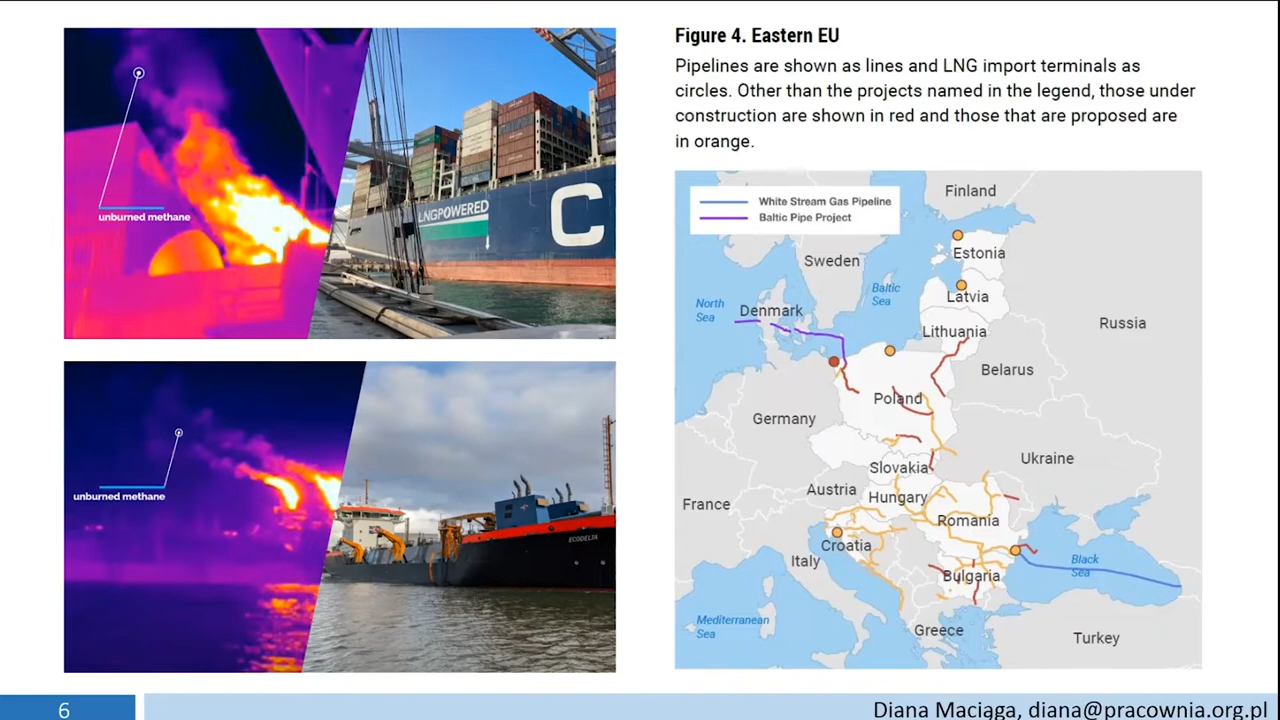 unburned methane
LNGPOWERED
C
unburned methane
ECODELTA
Figure 4. Eastern EU
Pipelines are shown as lines and LNG import terminals as
circles. Other than the projects named in the legend, those under
construction are shown in red and those that are proposed are
in orange.
White Stream Gas Pipeline
Baltic Pipe Project
Finland
Estonia
Sweden
Baltic
Sea
Latvia
North
Sea
Denmark
Lithuania
Russia
Belarus
Poland
Germany
Ukraine
Slovakia
Austria
Hungary
France
Romania
Croatia
Italy
Black
Sea
Bulgaria
Mediterranean
Sea
Greece
Turkey
6
Diana Maciąga, diana@pracownia.org.pl